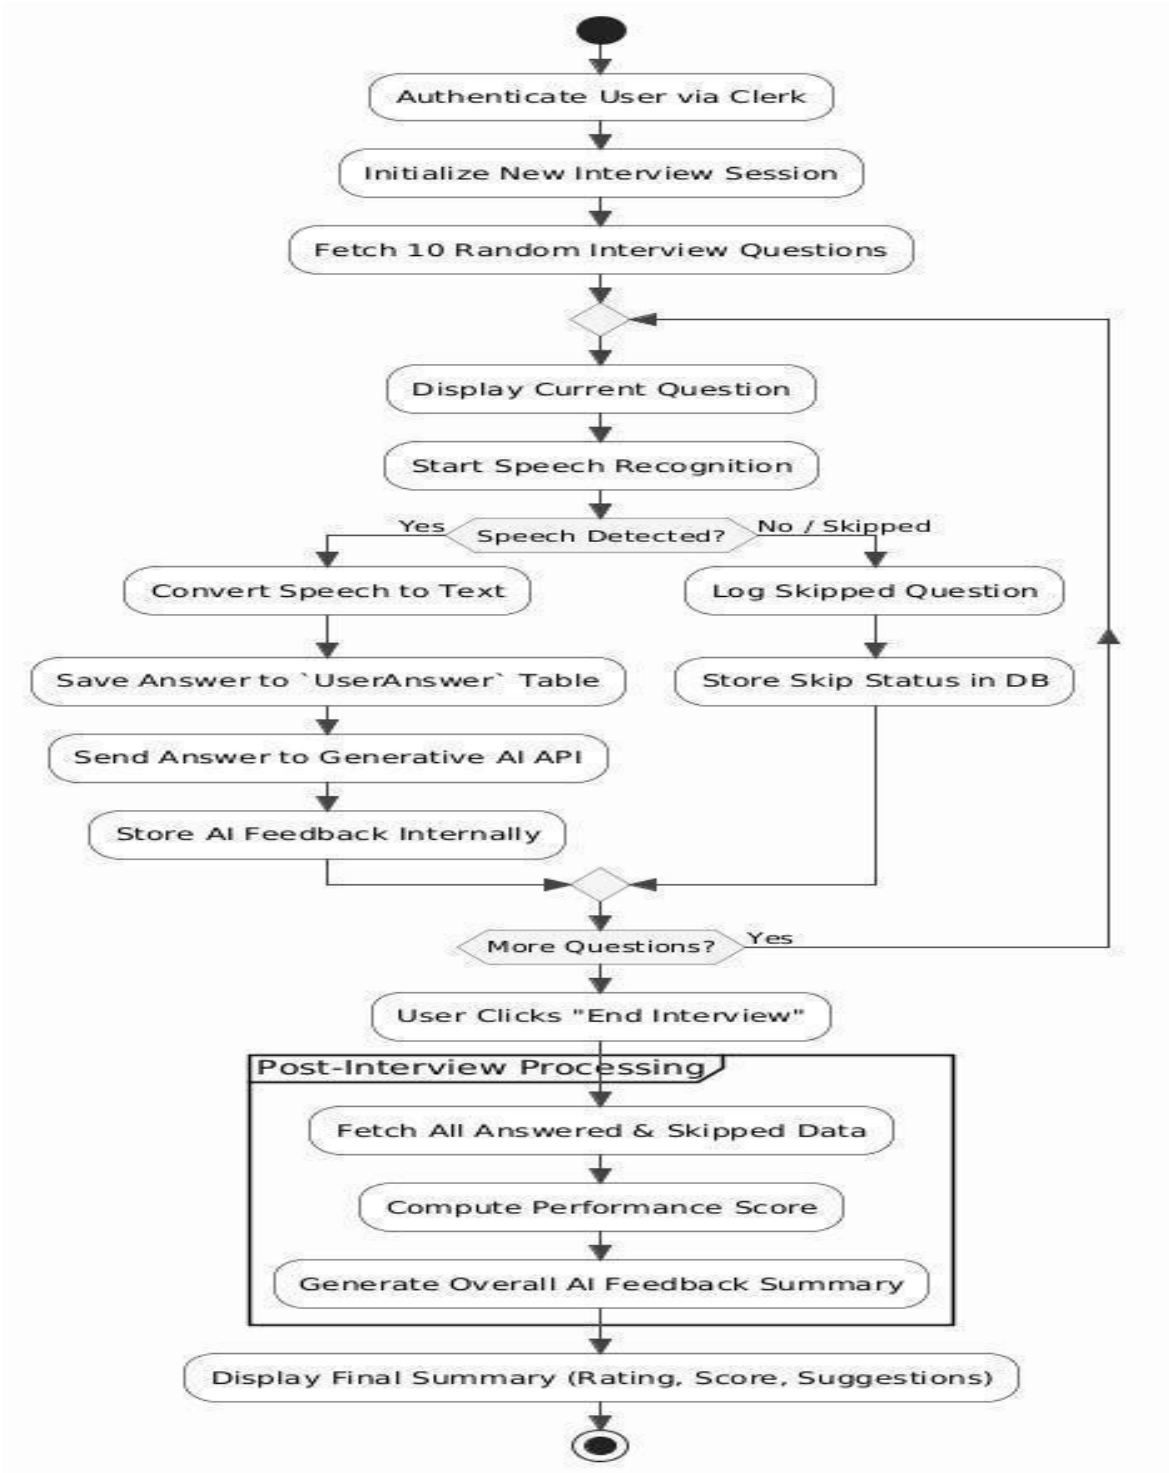 Authenticate User via Clerk
Initialize New Interview Session
Fetch 10 Random Interview Questions
Display Current Question
Start Speech Recognition
Yes
Speech Detected?
No / Skipped
Convert Speech to Text
Log Skipped Question
Save Answer to `UserAnswer` Table
Store Skip Status in DB
Send Answer to Generative AI API
Store AI Feedback Internally
More Questions?
Yes
User Clicks "End Interview"
Post-Interview Processing
Fetch All Answered & Skipped Data
Compute Performance Score
Generate Overall AI Feedback Summary
Display Final Summary (Rating, Score, Suggestions)